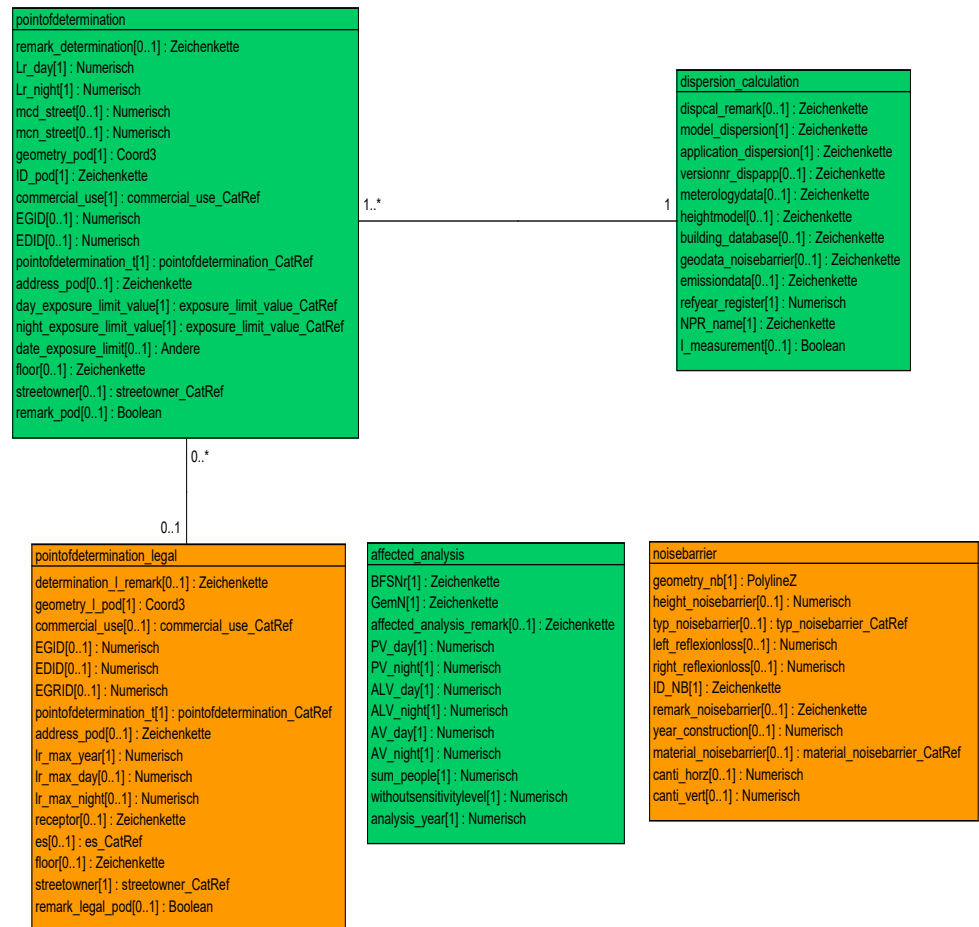 pointofdetermination
remark_determination[0..1] : Zeichenkette
Lr_day[1] : Numerisch
Lr_night[1] : Numerisch
mcd_street[0..1] : Numerisch
mcn_street[0..1] : Numerisch
geometry_pod[1] : Coord3
ID_pod[1] : Zeichenkette
commercial_use[1] : commercial_use_CatRef
EGID[0..1] : Numerisch
EDID[0..1] : Numerisch
pointofdetermination_t[1] : pointofdetermination_CatRef
address_pod[0..1] : Zeichenkette
day_exposure_limit_value[1] : exposure_limit_value_CatRef
night_exposure_limit_value[1] : exposure_limit_value_CatRef
date_exposure_limit[0..1] : Andere
floor[0..1] : Zeichenkette
streetowner[0..1] : streetowner_CatRef
remark_pod[0..1] : Boolean
1..*
1
dispersion_calculation
dispcal_remark[0..1] : Zeichenkette
model_dispersion[1] : Zeichenkette
application_dispersion[1] : Zeichenkette
versionnr_dispapp[0..1] : Zeichenkette
meterologydata[0..1] : Zeichenkette
heightmodel[0..1] : Zeichenkette
building_database[0..1] : Zeichenkette
geodata_noisebarrier[0..1] : Zeichenkette
emissiondata[0..1] : Zeichenkette
refyear_register[1] : Numerisch
NPR_name[1] : Zeichenkette
I_measurement[0..1] : Boolean
0..*
0..1
pointofdetermination_legal
determination_l_remark[0..1] : Zeichenkette
geometry_l_pod[1] : Coord3
commercial_use[0..1] : commercial_use_CatRef
EGID[0..1] : Numerisch
EDID[0..1] : Numerisch
EGRID[0..1] : Numerisch
pointofdetermination_t[1] : pointofdetermination_CatRef
address_pod[0..1] : Zeichenkette
lr_max_year[1] : Numerisch
lr_max_day[0..1] : Numerisch
lr_max_night[0..1] : Numerisch
receptor[0..1] : Zeichenkette
es[0..1] : es_CatRef
floor[0..1] : Zeichenkette
streetowner[1] : streetowner_CatRef
remark_legal_pod[0..1] : Boolean
affected_analysis
BFSNr[1] : Zeichenkette
GemN[1] : Zeichenkette
affected_analysis_remark[0..1] : Zeichenkette
PV_day[1] : Numerisch
PV_night[1] : Numerisch
ALV_day[1] : Numerisch
ALV_night[1] : Numerisch
AV_day[1] : Numerisch
AV_night[1] : Numerisch
sum_people[1] : Numerisch
withoutsensitivitylevel[1] : Numerisch
analysis_year[1] : Numerisch
noisebarrier
geometry_nb[1] : PolylineZ
height_noisebarrier[0..1] : Numerisch
typ_noisebarrier[0..1] : typ_noisebarrier_CatRef
left_reflexionloss[0..1] : Numerisch
right_reflexionloss[0..1] : Numerisch
ID_NB[1] : Zeichenkette
remark_noisebarrier[0..1] : Zeichenkette
year_construction[0..1] : Numerisch
material_noisebarrier[0..1] : material_noisebarrier_CatRef
canti_horz[0..1] : Numerisch
canti_vert[0..1] : Numerisch